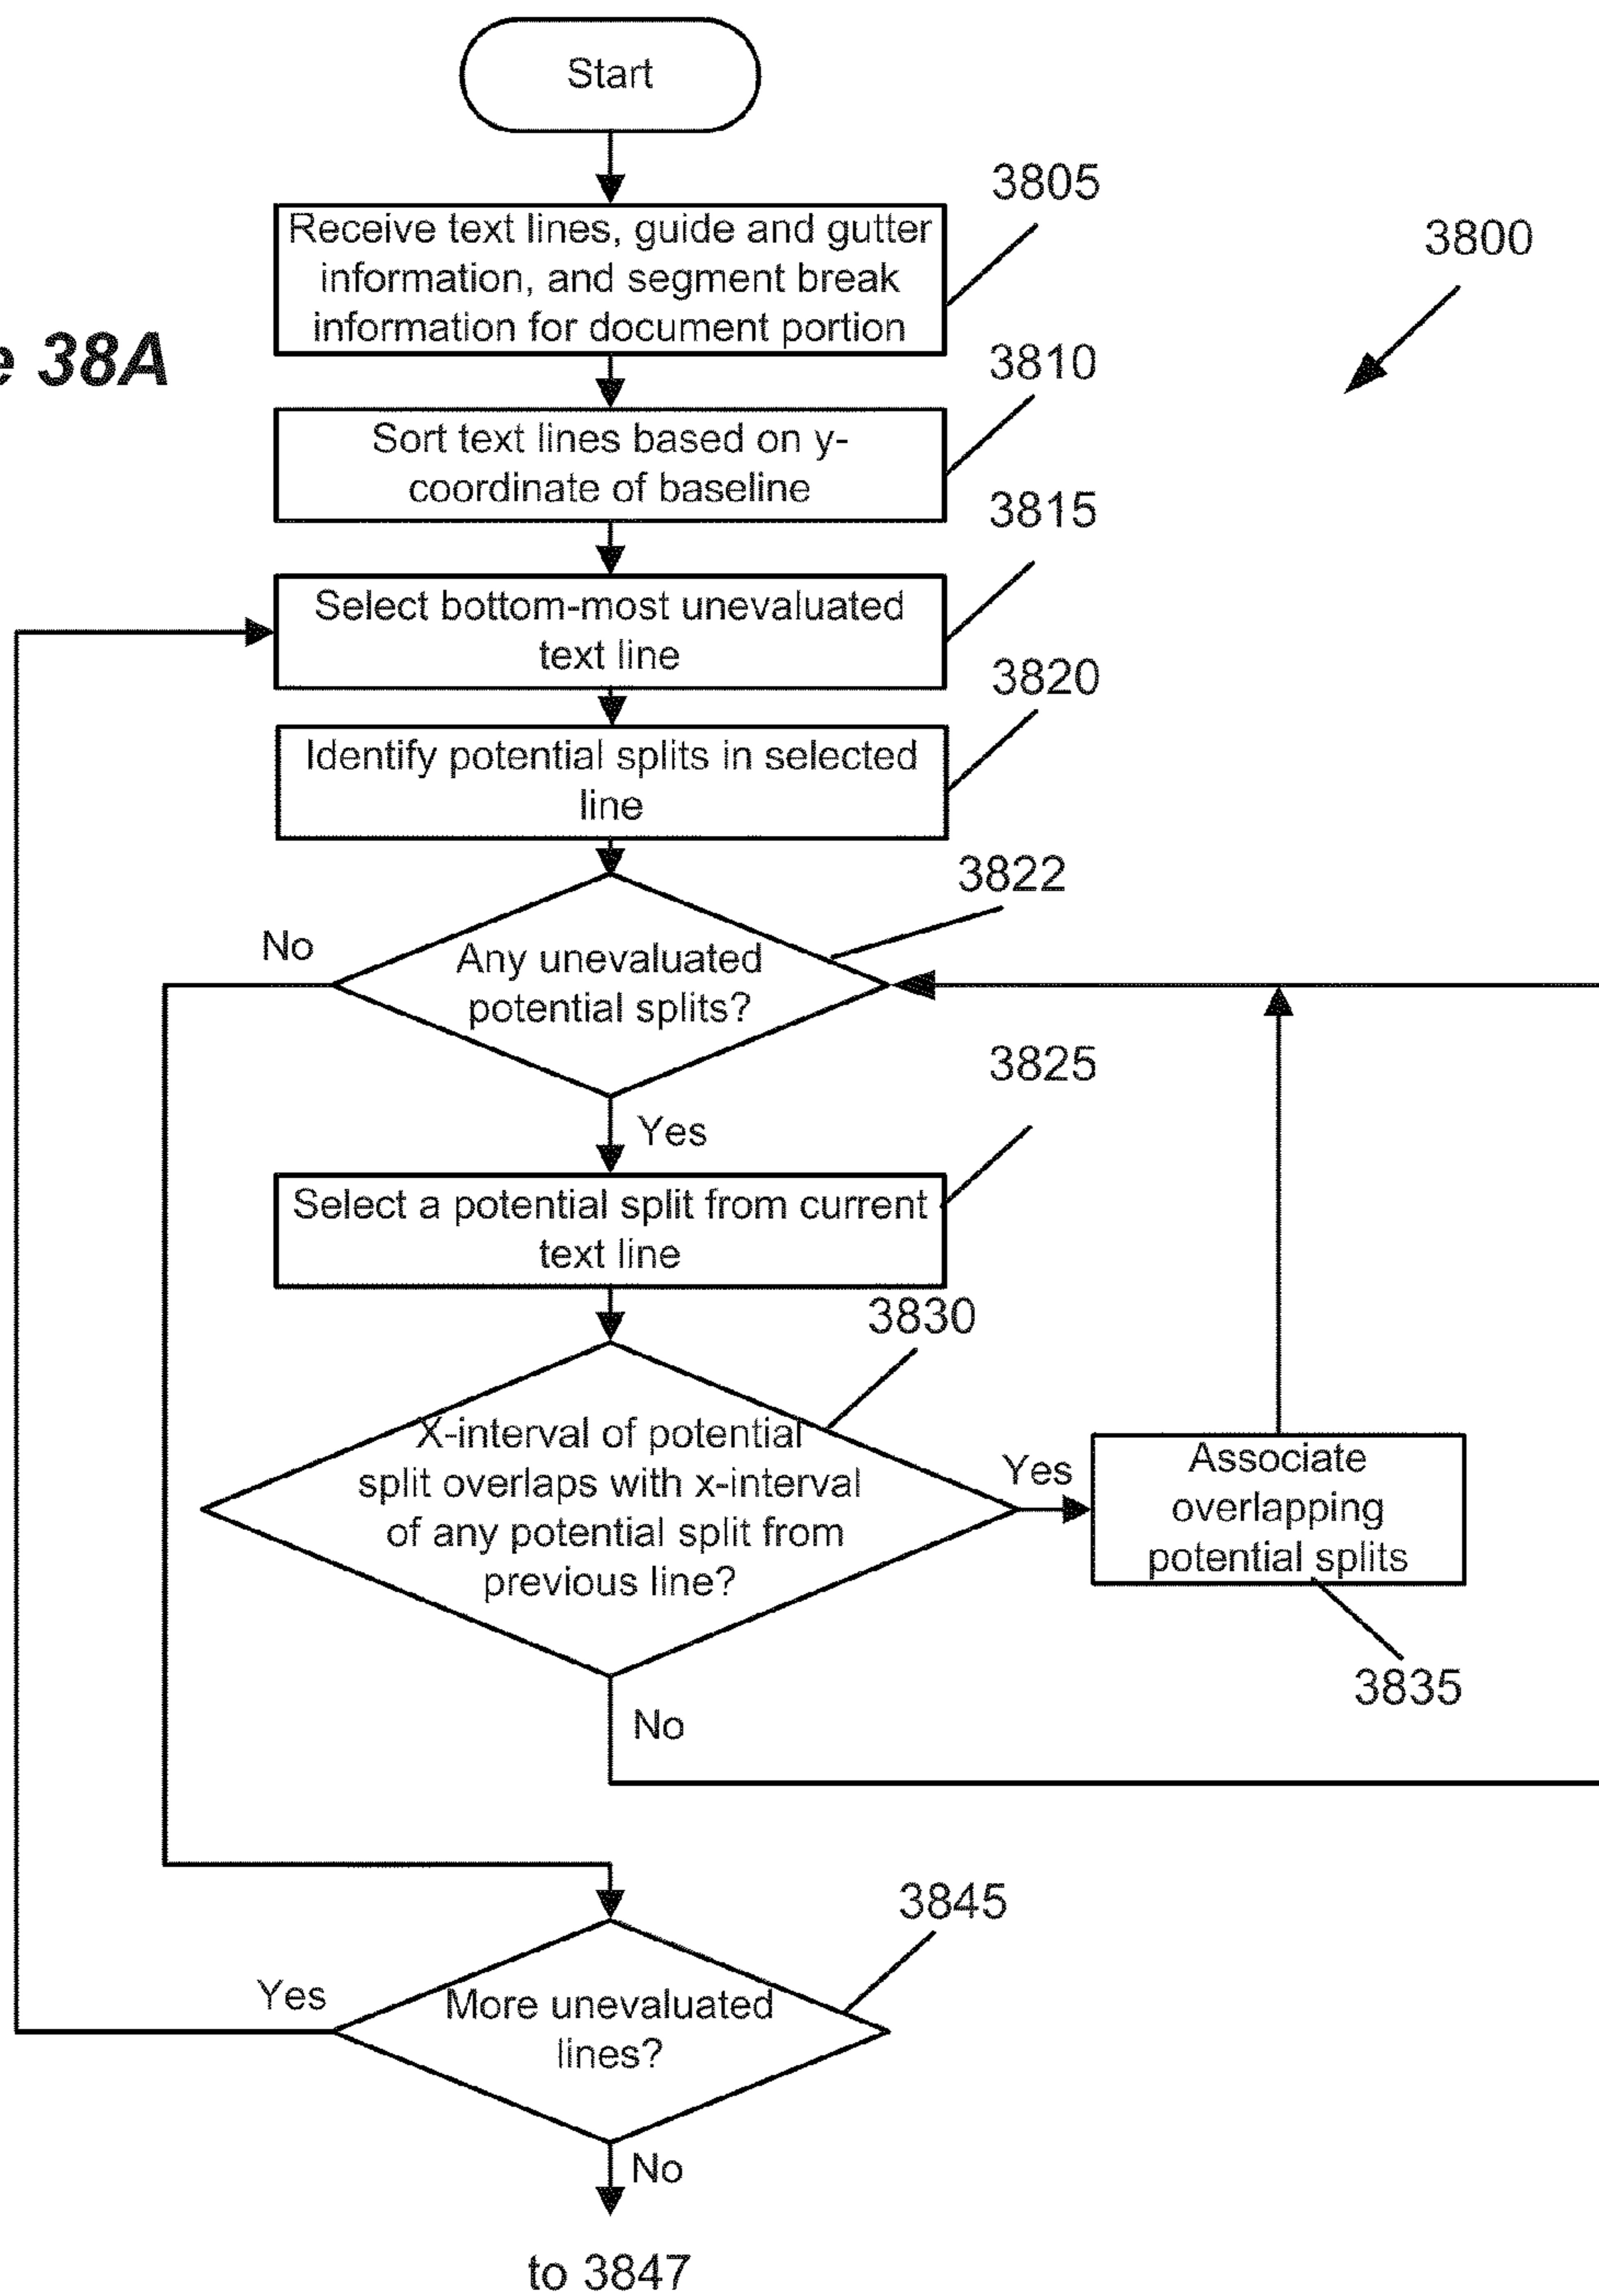 Start
3805
Receive text lines, guide and gutter
information, and segment break
information for document portion
3800
e 38A
3810
Sort text lines based on y-
coordinate of baseline
3815
Select bottom-most unevaluated
text line
3820
Identify potential splits in selected
line
3822
No
Any unevaluated
potential splits?
3825
Yes
Select a potential split from current
text line
3830
X-interval of potential
split overlaps with x-interval
of any potential split from
previous line?
Yes
Associate
overlapping
potential splits
3835
No
3845
Yes
More unevaluated
lines?
No
to 3847